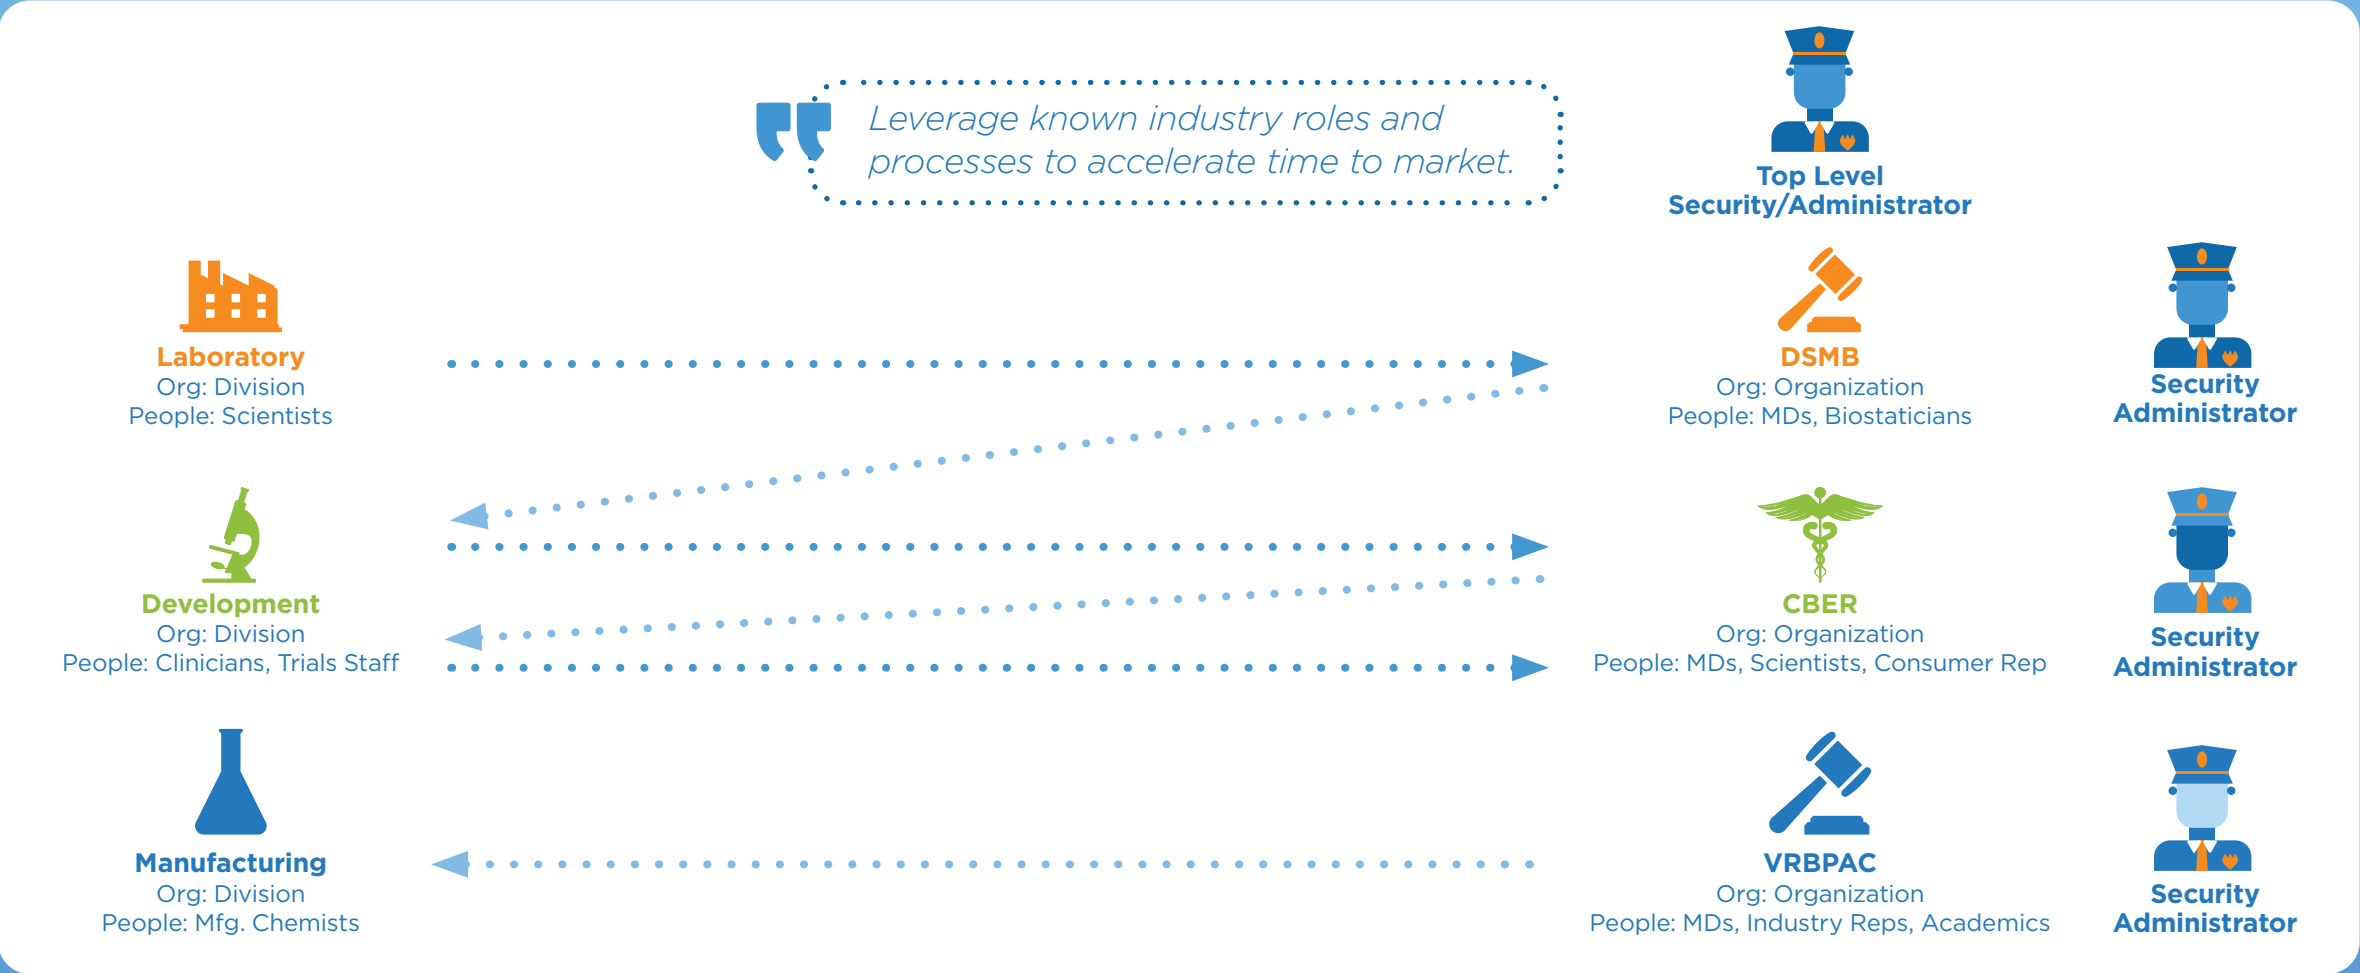 Leverage known industry roles and
processes to accelerate time to market.
Top Level
Security/Administrator
Laboratory
Org: Division
People: Scientists
DSMB
Org: Organization
People: MDs, Biostaticians
Security
Administrator
Development
Org: Division
People: Clinicians, Trials Staff
CBER
Org: Organization
People: MDs, Scientists, Consumer Rep
Security
Administrator
Manufacturing
Org: Division
People: Mfg. Chemists
VRBPAC
Org: Organization
People: MDs, Industry Reps, Academics
Security
Administrator